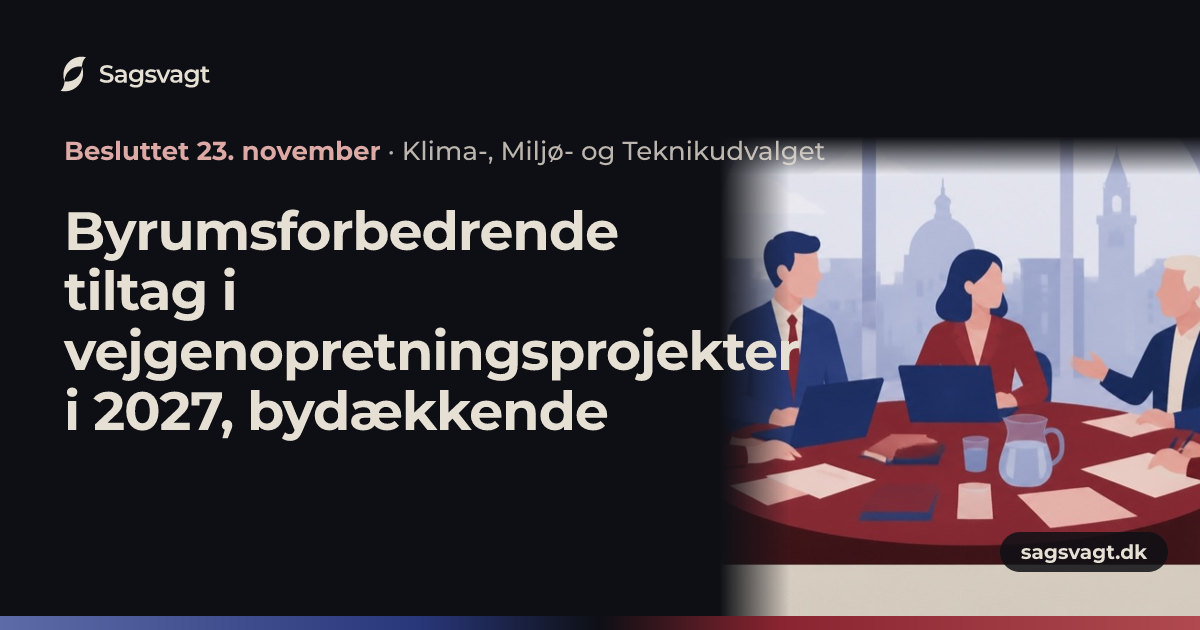 Sagsvagt
Besluttet 23. november · Klima-, Miljø- og Teknikudvalget
Byrumsforbedrende
tiltag i
vejgenopretningsprojekter
i 2027, bydækkende
sagsvagt.dk